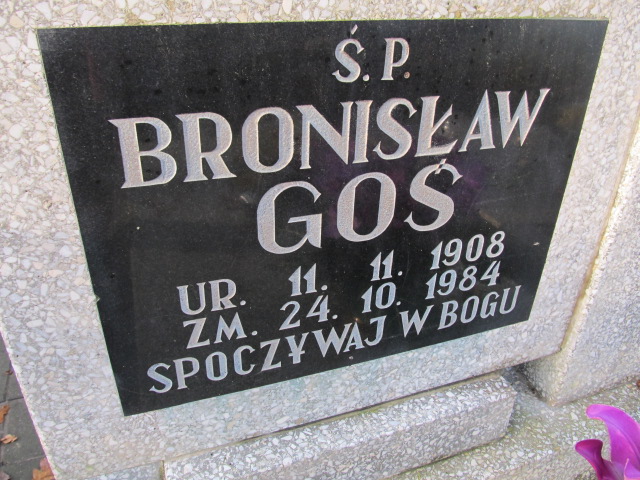 Ś. P.
BRONISŁAW
GOŚ
UR. 11. 11. 1908
ZM. 24. 10. 1984
SPOCZYWAJ W BOGU